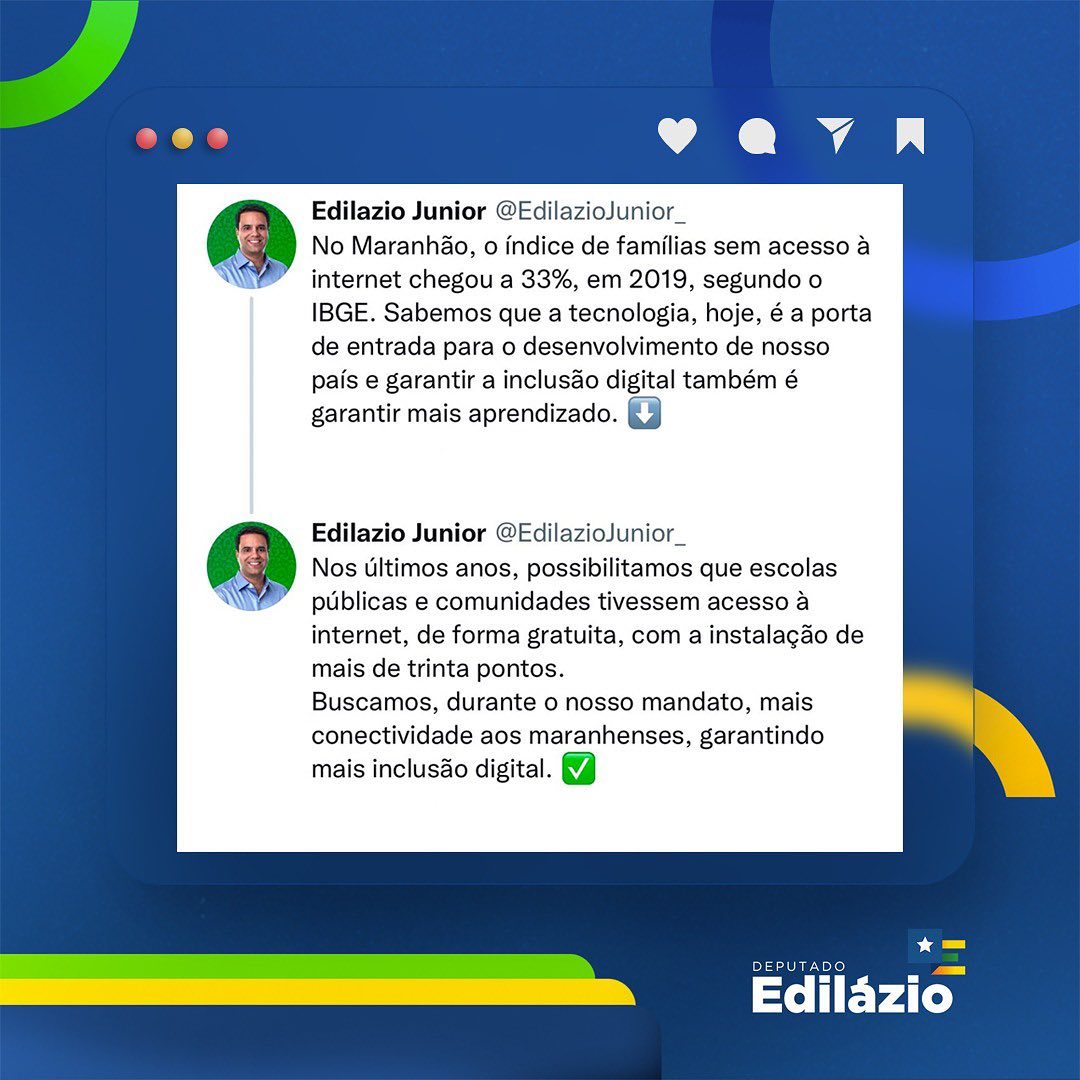 Edilazio Junior @EdilazioJunior_
No Maranhão, o índice de famílias sem acesso à
internet chegou a 33%, em 2019, segundo o
IBGE. Sabemos que a tecnologia, hoje, é a porta
de entrada para o desenvolvimento de nosso
país e garantir a inclusão digital também é
garantir mais aprendizado. ⬇️
Edilazio Junior @EdilazioJunior_
Nos últimos anos, possibilitamos que escolas
públicas e comunidades tivessem acesso à
internet, de forma gratuita, com a instalação de
mais de trinta pontos.
Buscamos, durante o nosso mandato, mais
conectividade aos maranhenses, garantindo
mais inclusão digital. ✅
DEPUTADO
Edilázio